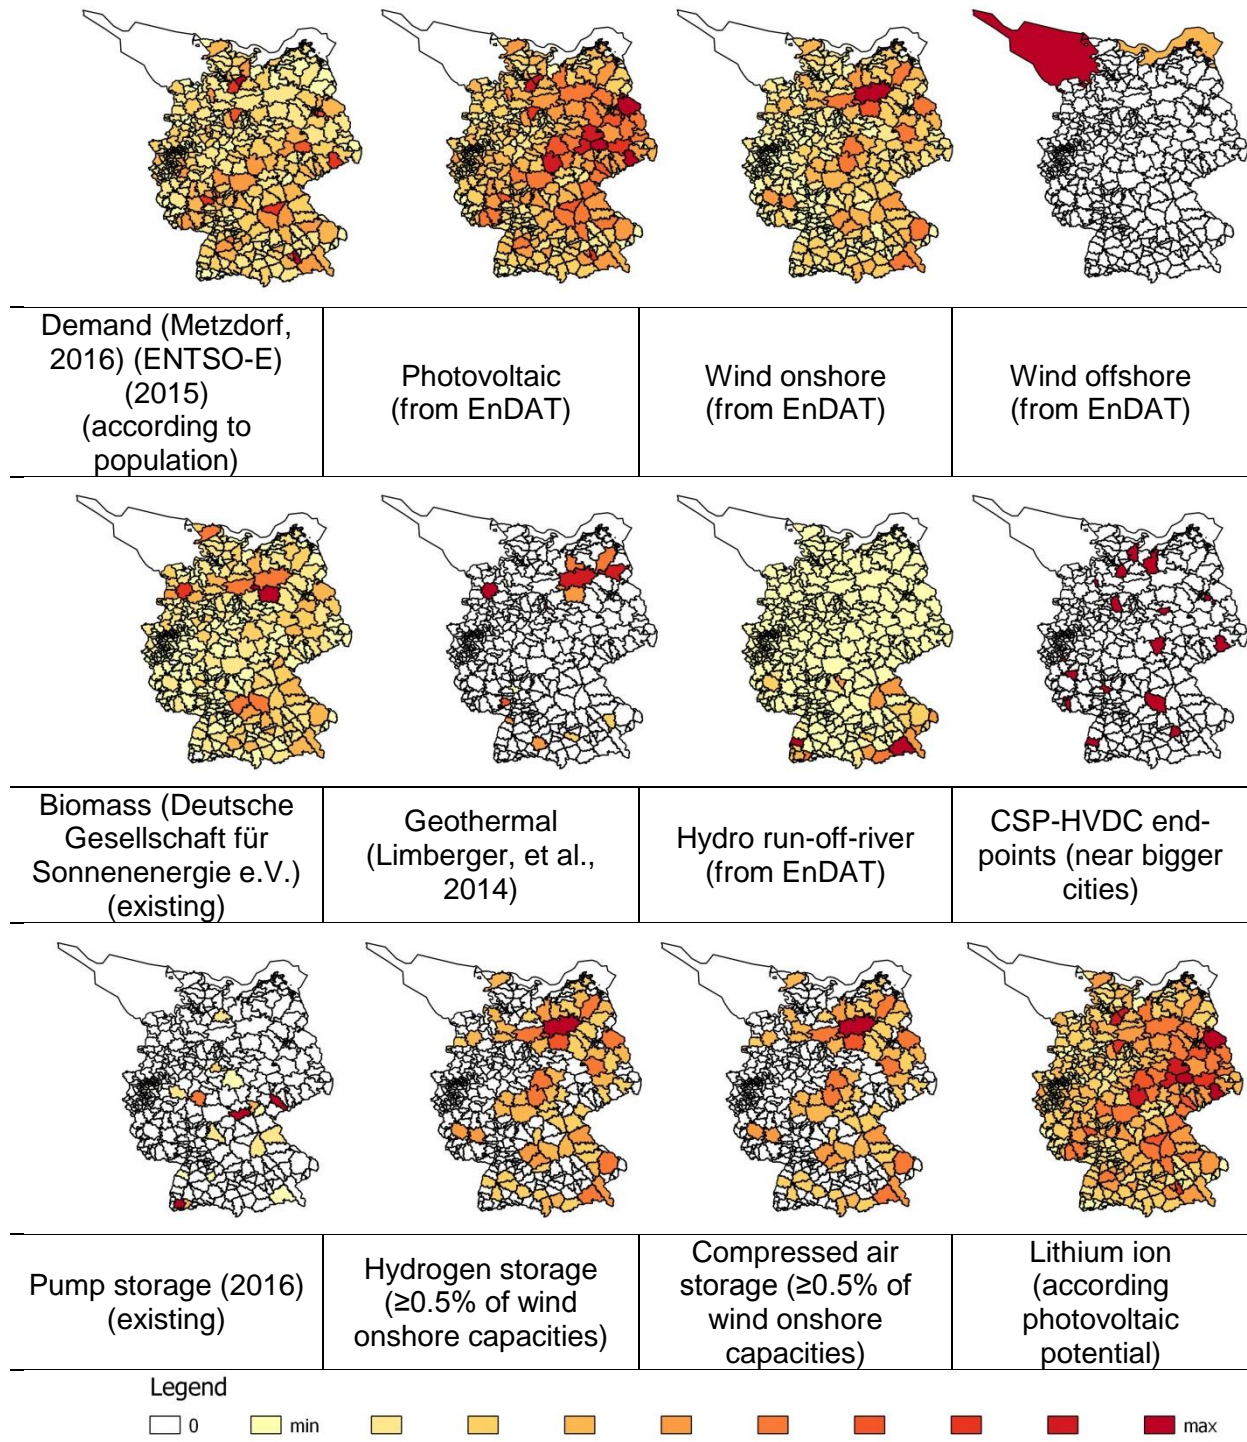 Demand (Metzdorf,
2016) (ENTSO-E)
(2015)
(according to
population)
Photovoltaic
(from EnDAT)
Wind onshore
(from EnDAT)
Wind offshore
(from EnDAT)
Biomass (Deutsche
Gesellschaft für
Sonnenenergie e.V.)
(existing)
Geothermal
(Limberger, et al.,
2014)
Hydro run-off-river
(from EnDAT)
CSP-HVDC end-
points (near bigger
cities)
Pump storage (2016)
(existing)
Hydrogen storage
(≥0.5% of wind
onshore capacities)
Compressed air
storage (≥0.5% of
wind onshore
capacities)
Lithium ion
(according
photovoltaic
potential)
Legend
0 min max